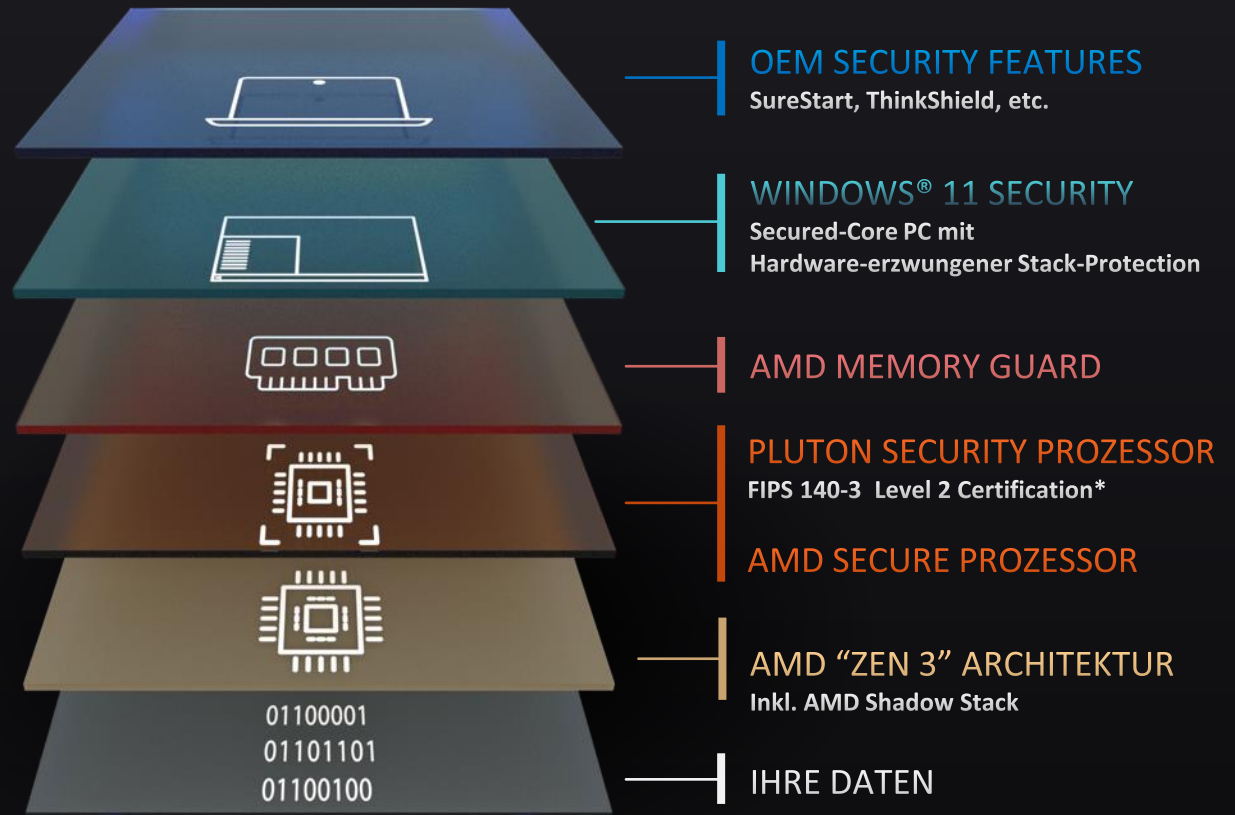 OEM SECURITY FEATURES
SureStart, ThinkShield, etc.
WINDOWS® 11 SECURITY
Secured-Core PC mit
Hardware-erzwungener Stack-Protection
AMD MEMORY GUARD
PLUTON SECURITY PROZESSOR
FIPS 140-3 Level 2 Certification*
AMD SECURE PROZESSOR
AMD “ZEN 3” ARCHITEKTUR
Inkl. AMD Shadow Stack
01100001
01101101
01100100
IHRE DATEN